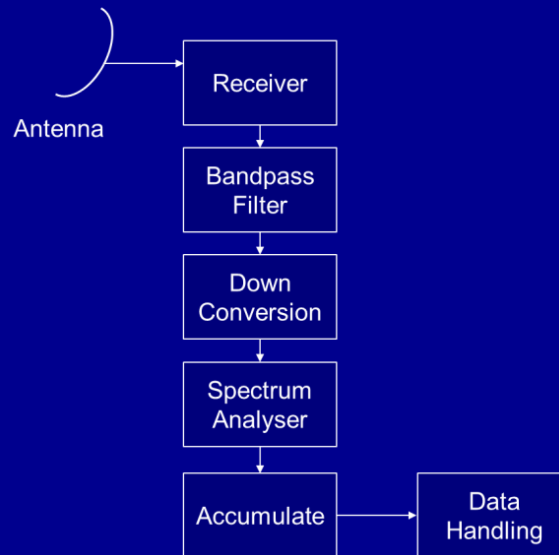 Antenna
Receiver
Bandpass
Filter
Down
Conversion
Spectrum
Analyser
Accumulate
Data
Handling